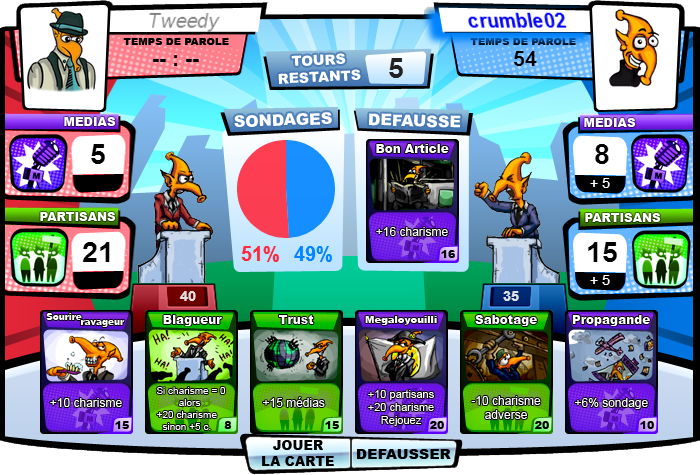 Tweedy
TEMPS DE PAROLE
-- : --
TOURS
RESTANTS
5
crumble02
TEMPS DE PAROLE
54
MEDIAS
5
PARTISANS
21
SONDAGES
51% 49%
DEFAUSSE
Bon Article
+16 charisme
16
MEDIAS
8
+ 5
PARTISANS
15
+ 5
M
M
40
35
Sourire
ravageur
+10 charisme
15
Blagueur
HA!
HA!
HA!
Si charisme = 0
alors
+20 charisme
sinon +5 c.
8
Trust
+15 médias
15
Megaloyouilli
+10 partisans
+20 charisme
Rejouez
20
Sabotage
-10 charisme
adverse
20
Propagande
+6% sondage
10
JOUER
LA CARTE
DEFAUSSER